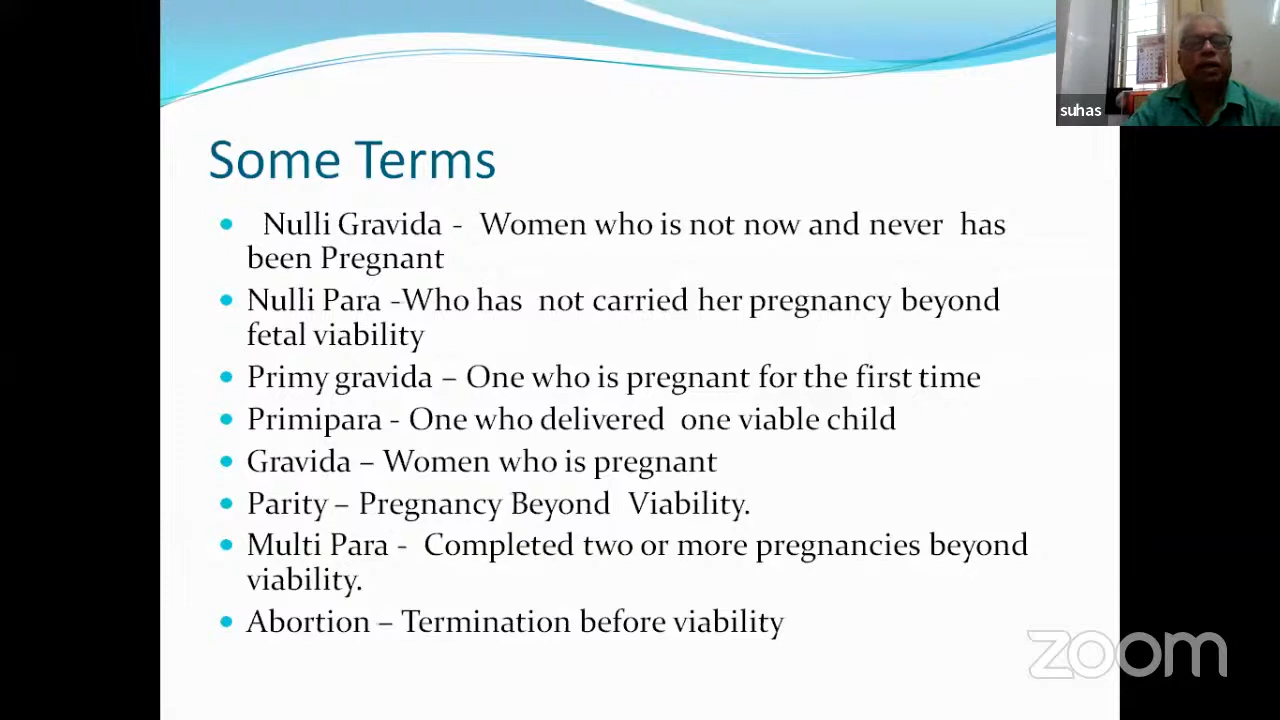 suhas
Some Terms
Nulli Gravida - Women who is not now and never has
been Pregnant
Nulli Para -Who has not carried her pregnancy beyond
fetal viability
Primy gravida – One who is pregnant for the first time
Primipara - One who delivered one viable child
Gravida – Women who is pregnant
Parity – Pregnancy Beyond Viability.
Multi Para - Completed two or more pregnancies beyond
viability.
Abortion – Termination before viability
zoom